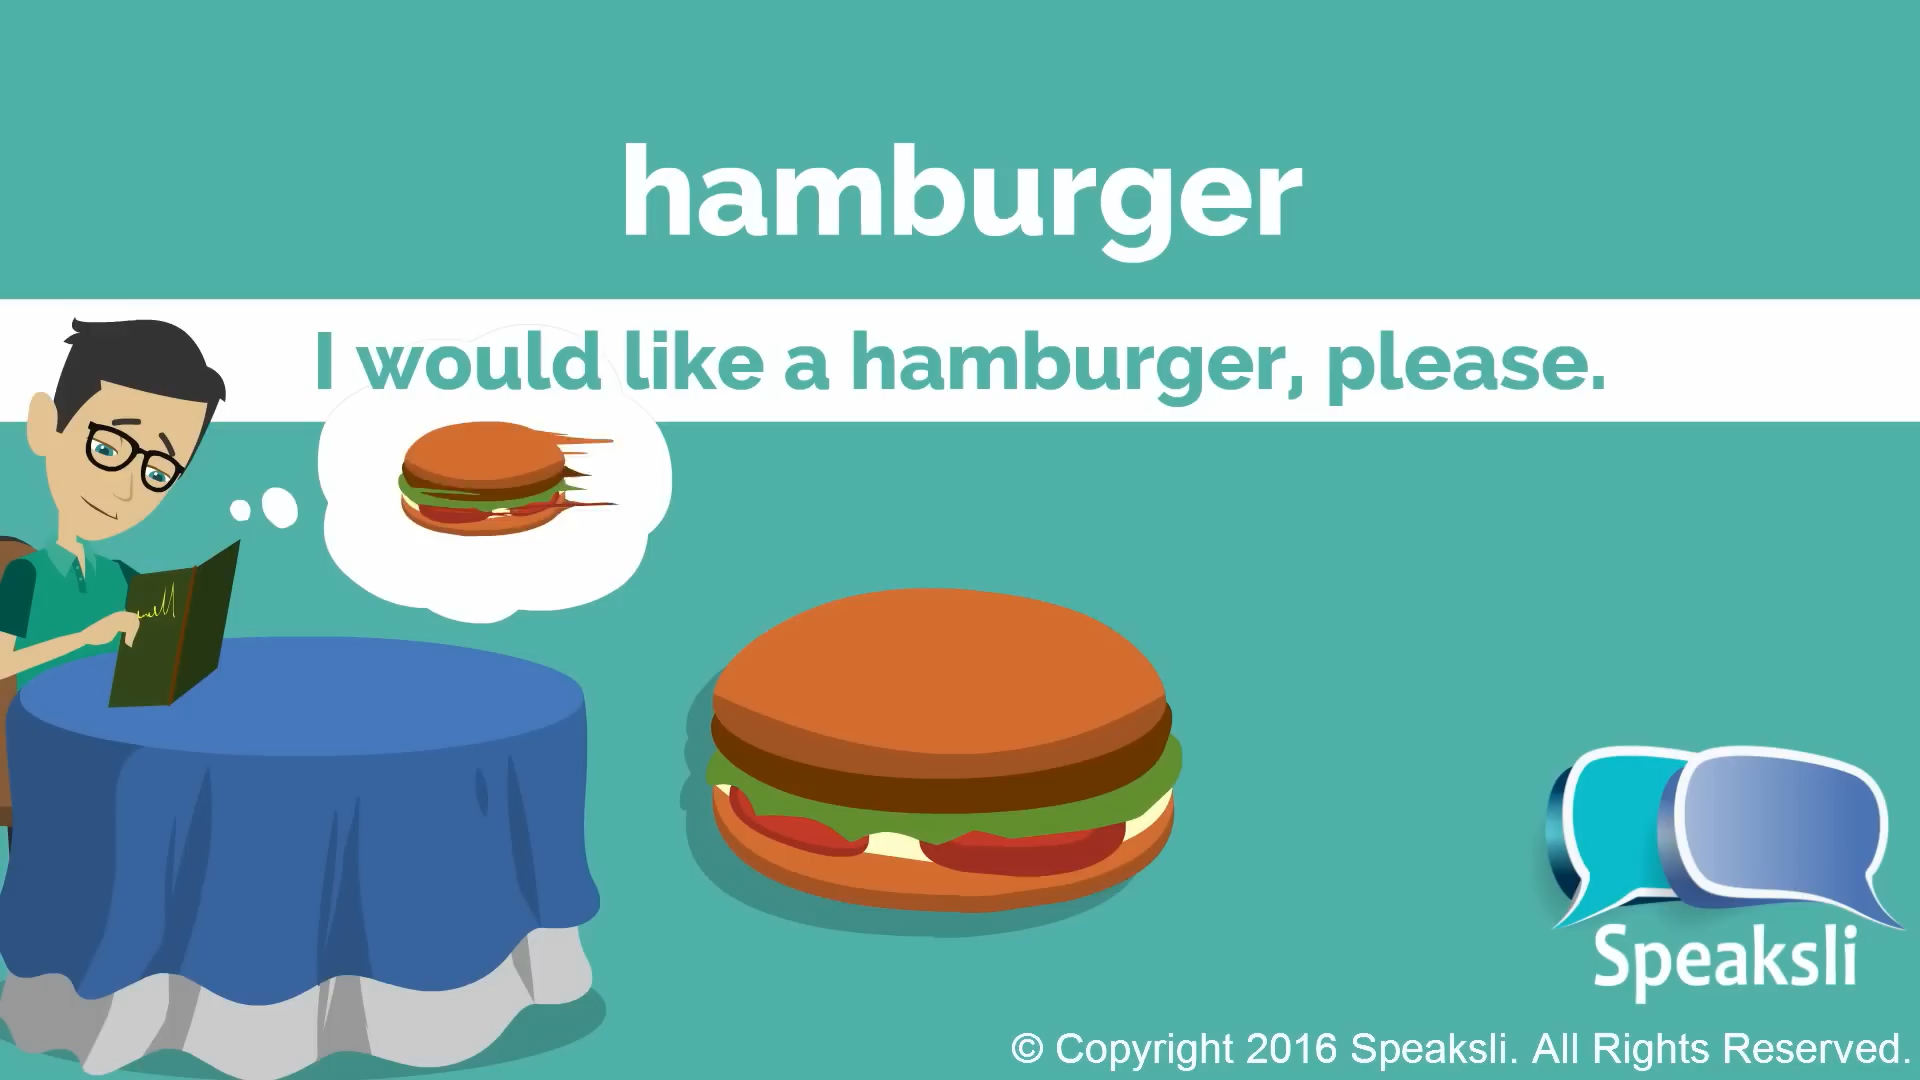 hamburger
I would like a hamburger, please.
Speaksli
© Copyright 2016 Speaksli. All Rights Reserved.